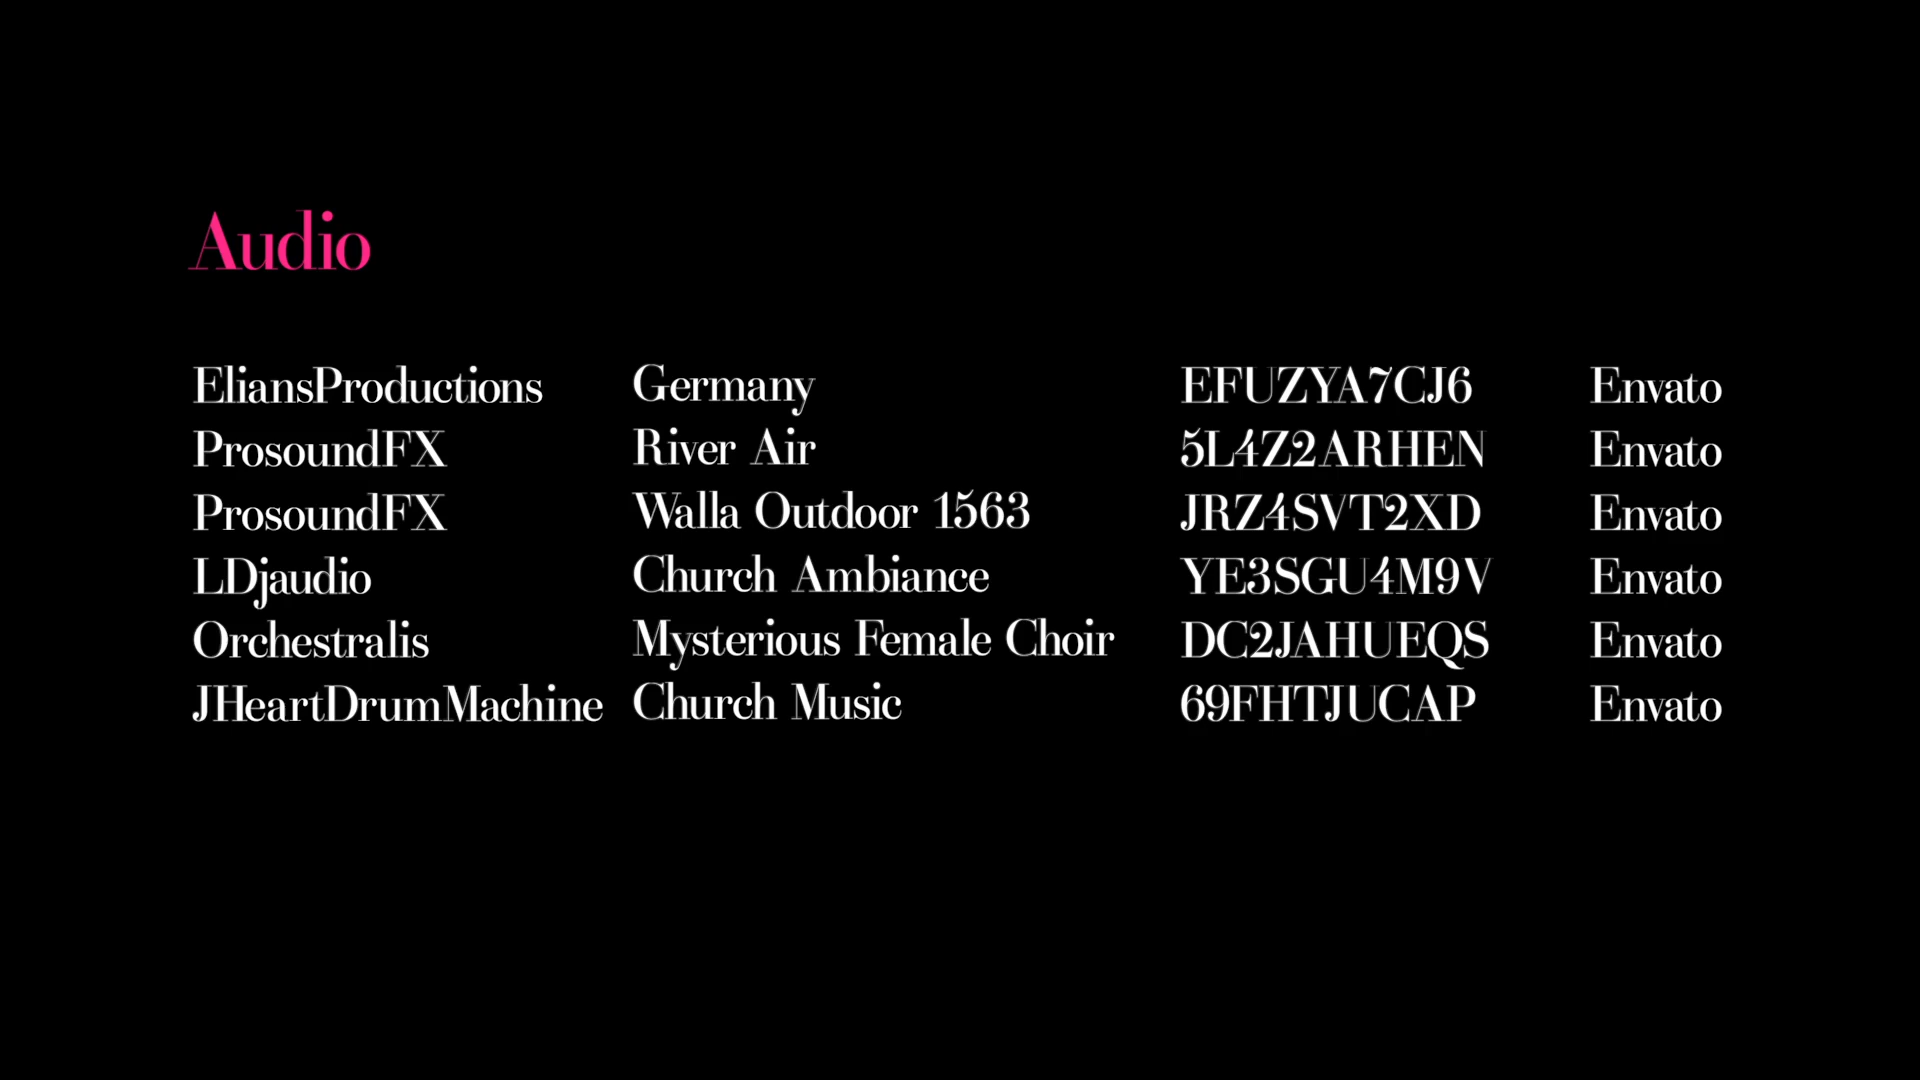 Audio
EliansProductions Germany EFUZYA7CJ6 Envato
ProsoundFX River Air 5L4Z2ARHEN Envato
ProsoundFX Walla Outdoor 1563 JRZ4SVT2XD Envato
LDjaudio Church Ambiance YE3SGU4M9V Envato
Orchestralis Mysterious Female Choir DC2JAHUEQS Envato
JHeartDrumMachine Church Music 69FHTJUCAP Envato